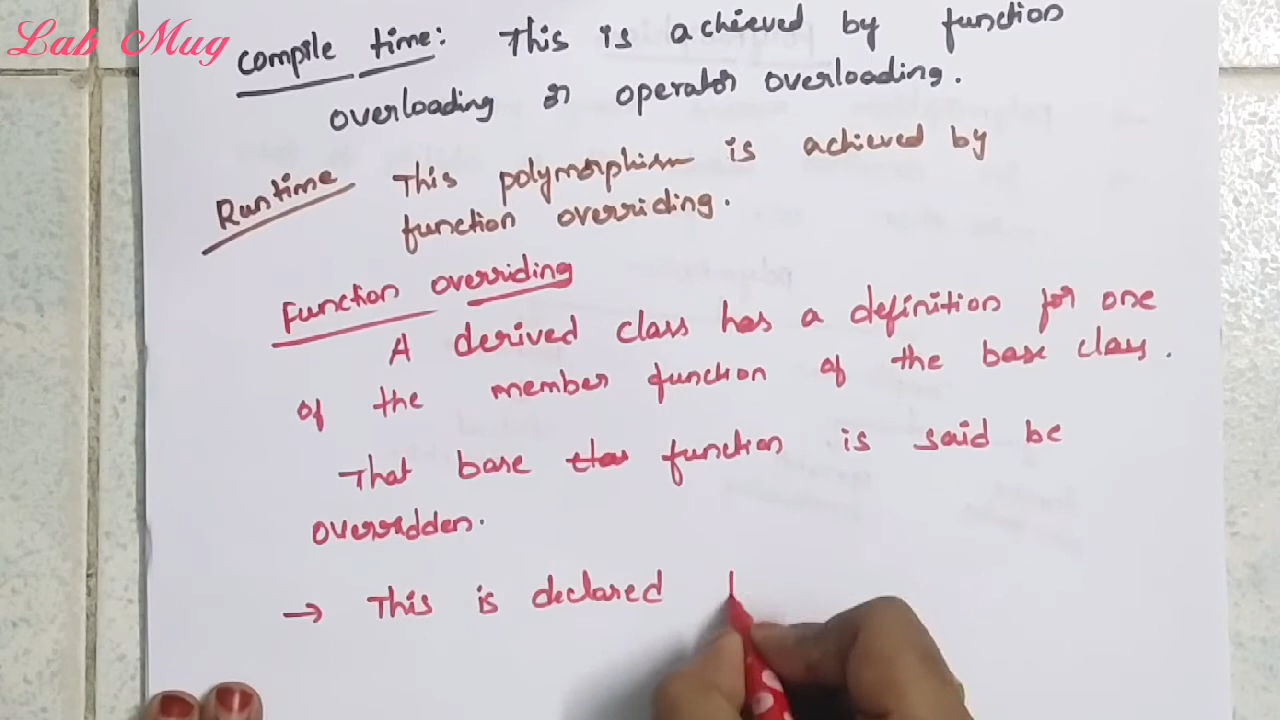 Lab Mug
compile time: This is achieved by function
overloading or operator overloading.
Runtime This polymorphism is achieved by
function overriding.
Function overriding
A derived class has a definition for one
of the member function of the base class.
That base class function is said be
overridden.
→ This is declared